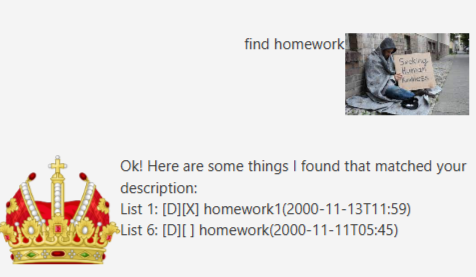 find homework
Seeking
Human
Kindness
Ok! Here are some things I found that matched your
description:
List 1: [D][X] homework1(2000-11-13T11:59)
List 6: [D][ ] homework(2000-11-11T05:45)